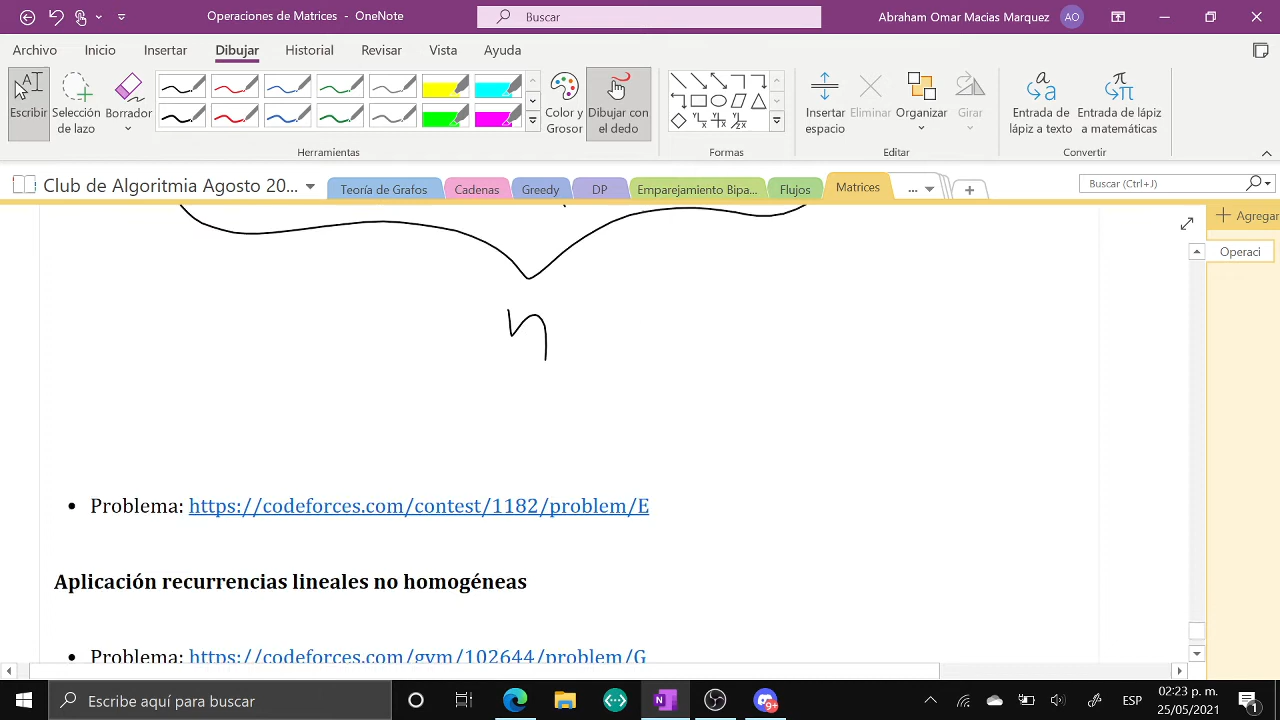 Operaciones de Matrices - OneNote
Buscar
Abraham Omar Macias Marquez AO
Archivo Inicio Insertar Dibujar Historial Revisar Vista Ayuda
Escribir
Selección de lazo
Borrador
Color y Grosor
Dibujar con el dedo
Insertar espacio
Eliminar
Organizar
Girar
Entrada de lápiz a texto
Entrada de lápiz a matemáticas
Herramientas Formas Editar Convertir
Club de Algoritmia Agosto 20...
Teoría de Grafos Cadenas Greedy DP Emparejamiento Bipa... Flujos Matrices ...
Buscar (Ctrl+J)
Agregar
Operaci
n
• Problema: https://codeforces.com/contest/1182/problem/E
Aplicación recurrencias lineales no homogéneas
• Problema: https://codeforces.com/gym/102644/problem/G
Escribe aquí para buscar
9+
ESP
02:23 p. m.
25/05/2021
1